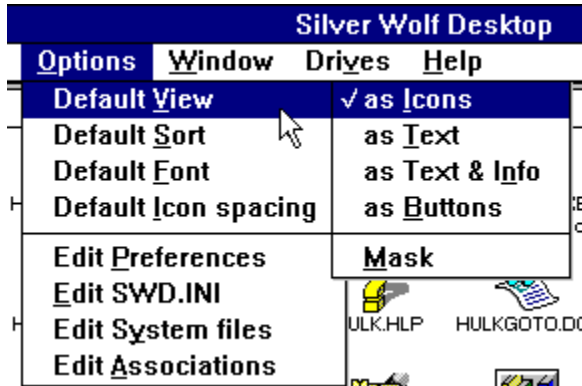 Silver Wolf Desktop
Options Window Drives Help
Default View
Default Sort
Default Font
Default Icon spacing
Edit Preferences
Edit SWD.INI
Edit System files
Edit Associations
✓ as Icons
as Text
as Text & Info
as Buttons
Mask
ULK.HLP HULKGOTO.DO